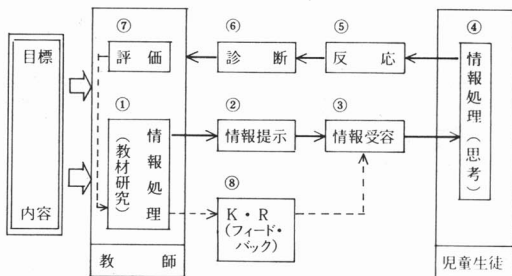 目標
内容
⑦
評価
⑥
診断
⑤
反応
④
情報処理(思考)
①
情報処理
(教材研究)
②
情報提示
③
情報受容
⑧
K・R
(フィード・
バック)
教師
児童生徒